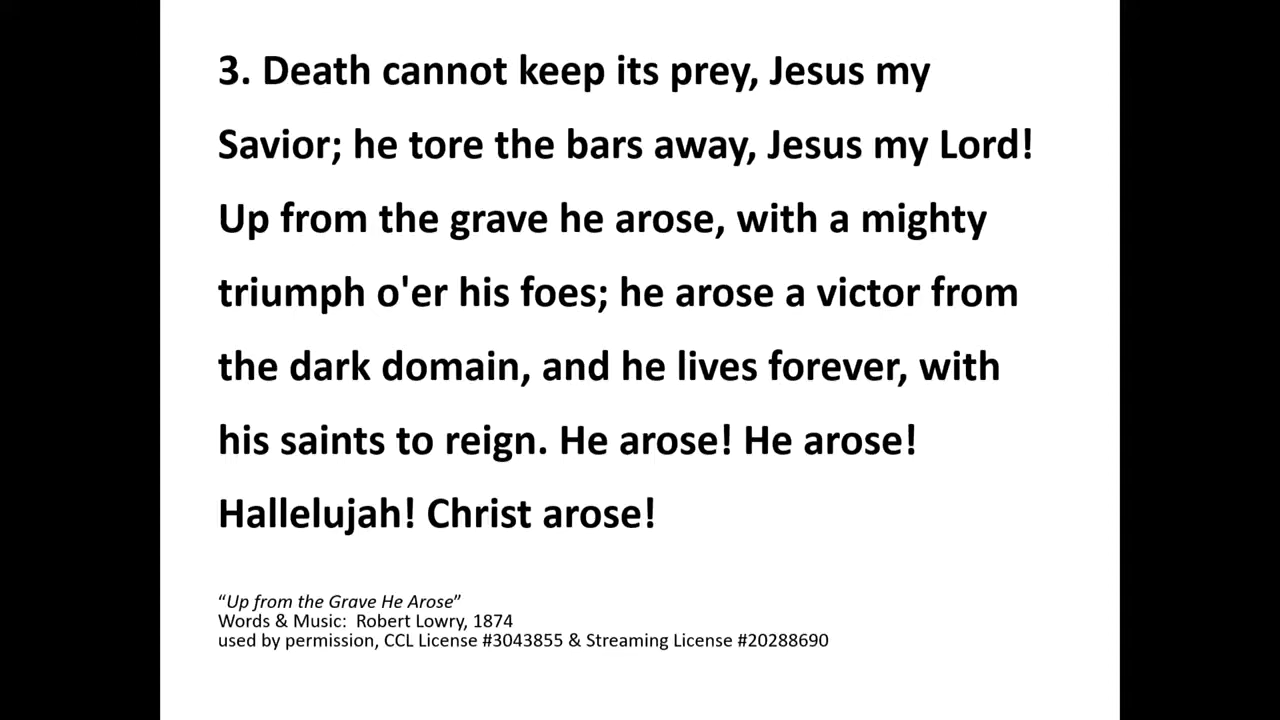 3. Death cannot keep its prey, Jesus my
Savior; he tore the bars away, Jesus my Lord!
Up from the grave he arose, with a mighty
triumph o'er his foes; he arose a victor from
the dark domain, and he lives forever, with
his saints to reign. He arose! He arose!
Hallelujah! Christ arose!
“Up from the Grave He Arose”
Words & Music:  Robert Lowry, 1874
used by permission, CCL License #3043855 & Streaming License #20288690